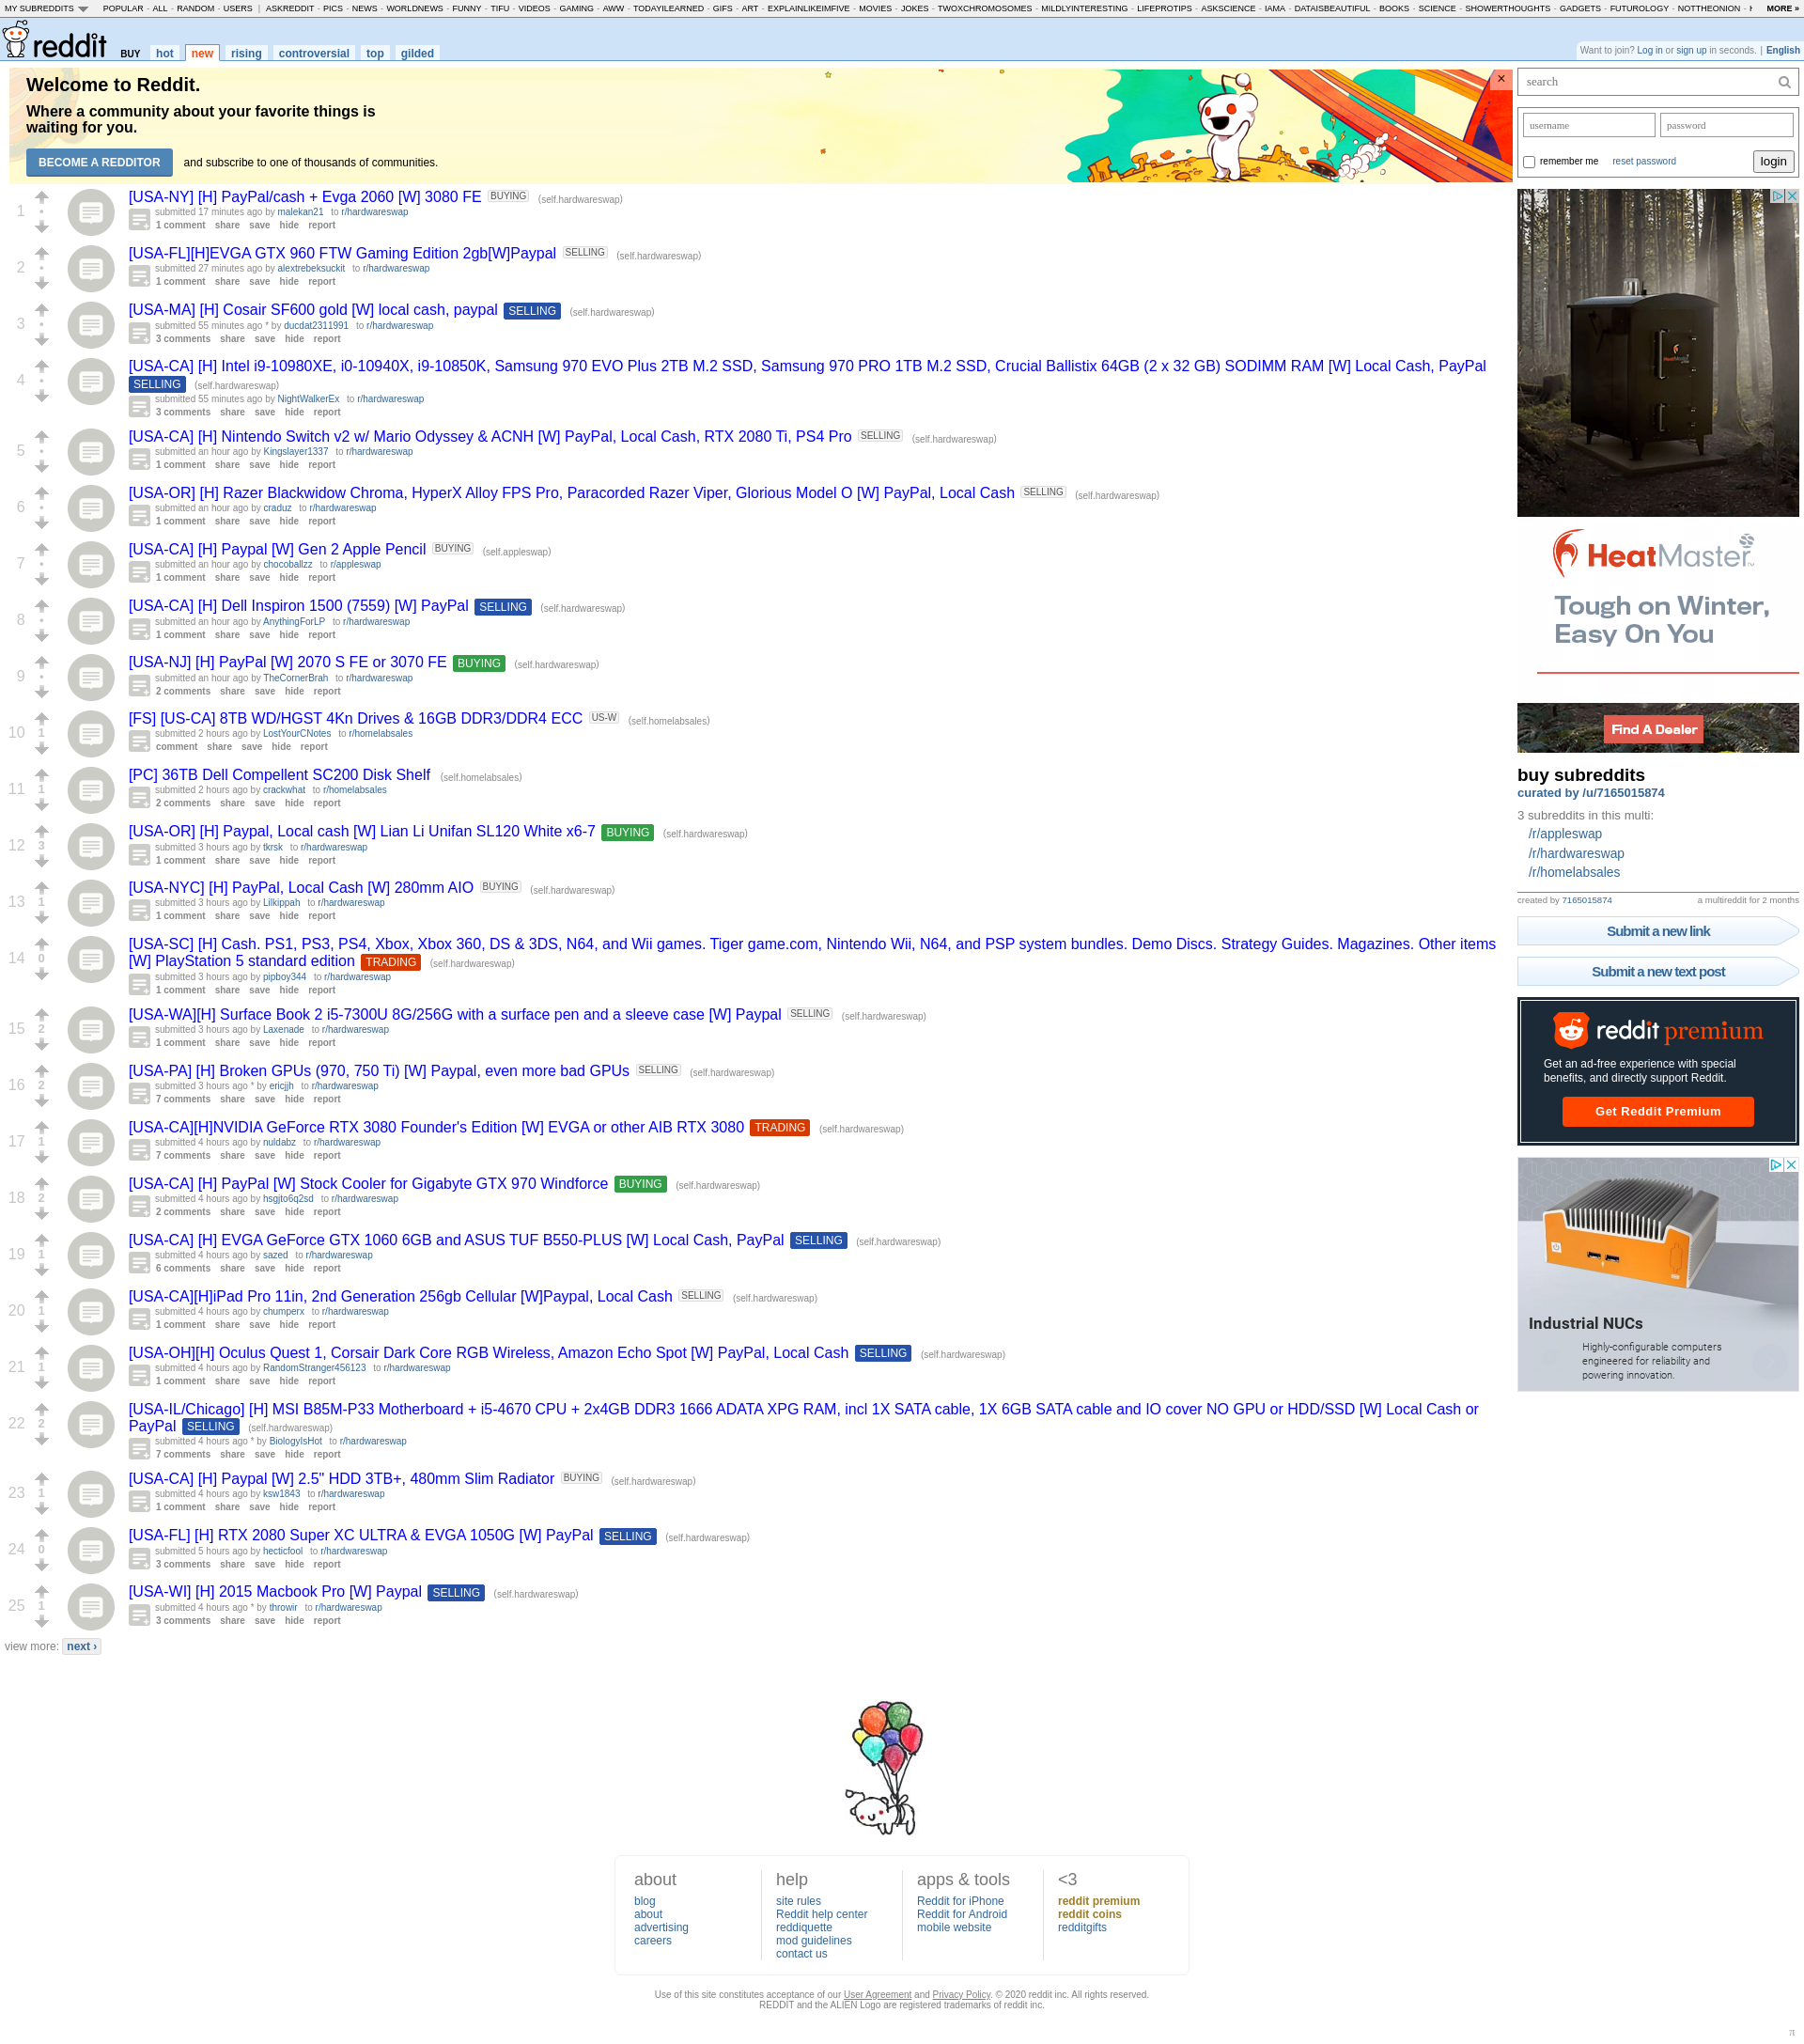 MY SUBREDDITS POPULAR - ALL - RANDOM - USERS | ASKREDDIT - PICS - NEWS - WORLDNEWS - FUNNY - TIFU - VIDEOS - GAMING - AWW - TODAYILEARNED - GIFS - ART - EXPLAINLIKEIMFIVE - MOVIES - JOKES - TWOXCHROMOSOMES - MILDLYINTERESTING - LIFEPROTIPS - ASKSCIENCE - IAMA - DATAISBEAUTIFUL - BOOKS - SCIENCE - SHOWERTHOUGHTS - GADGETS - FUTUROLOGY - NOTTHEONION - MORE »
reddit BUY hot new rising controversial top gilded
Want to join? Log in or sign up in seconds. | English
Welcome to Reddit.
Where a community about your favorite things is
waiting for you.
BECOME A REDDITOR and subscribe to one of thousands of communities.
×
1
[USA-NY] [H] PayPal/cash + Evga 2060 [W] 3080 FE BUYING (self.hardwareswap)
submitted 17 minutes ago by malekan21 to r/hardwareswap
1 comment share save hide report
2
[USA-FL][H]EVGA GTX 960 FTW Gaming Edition 2gb[W]Paypal SELLING (self.hardwareswap)
submitted 27 minutes ago by alextrebeksuckit to r/hardwareswap
1 comment share save hide report
3
[USA-MA] [H] Cosair SF600 gold [W] local cash, paypal SELLING (self.hardwareswap)
submitted 55 minutes ago * by ducdat2311991 to r/hardwareswap
3 comments share save hide report
4
[USA-CA] [H] Intel i9-10980XE, i0-10940X, i9-10850K, Samsung 970 EVO Plus 2TB M.2 SSD, Samsung 970 PRO 1TB M.2 SSD, Crucial Ballistix 64GB (2 x 32 GB) SODIMM RAM [W] Local Cash, PayPal
SELLING (self.hardwareswap)
submitted 55 minutes ago by NightWalkerEx to r/hardwareswap
3 comments share save hide report
5
[USA-CA] [H] Nintendo Switch v2 w/ Mario Odyssey & ACNH [W] PayPal, Local Cash, RTX 2080 Ti, PS4 Pro SELLING (self.hardwareswap)
submitted an hour ago by Kingslayer1337 to r/hardwareswap
1 comment share save hide report
6
[USA-OR] [H] Razer Blackwidow Chroma, HyperX Alloy FPS Pro, Paracorded Razer Viper, Glorious Model O [W] PayPal, Local Cash SELLING (self.hardwareswap)
submitted an hour ago by craduz to r/hardwareswap
1 comment share save hide report
7
[USA-CA] [H] Paypal [W] Gen 2 Apple Pencil BUYING (self.appleswap)
submitted an hour ago by chocoballzz to r/appleswap
1 comment share save hide report
8
[USA-CA] [H] Dell Inspiron 1500 (7559) [W] PayPal SELLING (self.hardwareswap)
submitted an hour ago by AnythingForLP to r/hardwareswap
1 comment share save hide report
9
[USA-NJ] [H] PayPal [W] 2070 S FE or 3070 FE BUYING (self.hardwareswap)
submitted an hour ago by TheCornerBrah to r/hardwareswap
2 comments share save hide report
10 1
[FS] [US-CA] 8TB WD/HGST 4Kn Drives & 16GB DDR3/DDR4 ECC US-W (self.homelabsales)
submitted 2 hours ago by LostYourCNotes to r/homelabsales
comment share save hide report
11 1
[PC] 36TB Dell Compellent SC200 Disk Shelf (self.homelabsales)
submitted 2 hours ago by crackwhat to r/homelabsales
2 comments share save hide report
12 3
[USA-OR] [H] Paypal, Local cash [W] Lian Li Unifan SL120 White x6-7 BUYING (self.hardwareswap)
submitted 3 hours ago by tkrsk to r/hardwareswap
1 comment share save hide report
13 1
[USA-NYC] [H] PayPal, Local Cash [W] 280mm AIO BUYING (self.hardwareswap)
submitted 3 hours ago by Lilkippah to r/hardwareswap
1 comment share save hide report
14 0
[USA-SC] [H] Cash. PS1, PS3, PS4, Xbox, Xbox 360, DS & 3DS, N64, and Wii games. Tiger game.com, Nintendo Wii, N64, and PSP system bundles. Demo Discs. Strategy Guides. Magazines. Other items
[W] PlayStation 5 standard edition TRADING (self.hardwareswap)
submitted 3 hours ago by pipboy344 to r/hardwareswap
1 comment share save hide report
15 2
[USA-WA][H] Surface Book 2 i5-7300U 8G/256G with a surface pen and a sleeve case [W] Paypal SELLING (self.hardwareswap)
submitted 3 hours ago by Laxenade to r/hardwareswap
1 comment share save hide report
16 2
[USA-PA] [H] Broken GPUs (970, 750 Ti) [W] Paypal, even more bad GPUs SELLING (self.hardwareswap)
submitted 3 hours ago * by ericjjh to r/hardwareswap
7 comments share save hide report
17 1
[USA-CA][H]NVIDIA GeForce RTX 3080 Founder's Edition [W] EVGA or other AIB RTX 3080 TRADING (self.hardwareswap)
submitted 4 hours ago by nuldabz to r/hardwareswap
7 comments share save hide report
18 2
[USA-CA] [H] PayPal [W] Stock Cooler for Gigabyte GTX 970 Windforce BUYING (self.hardwareswap)
submitted 4 hours ago by hsgjto6q2sd to r/hardwareswap
2 comments share save hide report
19 1
[USA-CA] [H] EVGA GeForce GTX 1060 6GB and ASUS TUF B550-PLUS [W] Local Cash, PayPal SELLING (self.hardwareswap)
submitted 4 hours ago by sazed to r/hardwareswap
6 comments share save hide report
20 1
[USA-CA][H]iPad Pro 11in, 2nd Generation 256gb Cellular [W]Paypal, Local Cash SELLING (self.hardwareswap)
submitted 4 hours ago by chumperx to r/hardwareswap
1 comment share save hide report
21 1
[USA-OH][H] Oculus Quest 1, Corsair Dark Core RGB Wireless, Amazon Echo Spot [W] PayPal, Local Cash SELLING (self.hardwareswap)
submitted 4 hours ago by RandomStranger456123 to r/hardwareswap
1 comment share save hide report
22 2
[USA-IL/Chicago] [H] MSI B85M-P33 Motherboard + i5-4670 CPU + 2x4GB DDR3 1666 ADATA XPG RAM, incl 1X SATA cable, 1X 6GB SATA cable and IO cover NO GPU or HDD/SSD [W] Local Cash or
PayPal SELLING (self.hardwareswap)
submitted 4 hours ago * by BiologyIsHot to r/hardwareswap
7 comments share save hide report
23 1
[USA-CA] [H] Paypal [W] 2.5" HDD 3TB+, 480mm Slim Radiator BUYING (self.hardwareswap)
submitted 4 hours ago by ksw1843 to r/hardwareswap
1 comment share save hide report
24 0
[USA-FL] [H] RTX 2080 Super XC ULTRA & EVGA 1050G [W] PayPal SELLING (self.hardwareswap)
submitted 5 hours ago by hecticfool to r/hardwareswap
3 comments share save hide report
25 1
[USA-WI] [H] 2015 Macbook Pro [W] Paypal SELLING (self.hardwareswap)
submitted 4 hours ago * by throwir to r/hardwareswap
3 comments share save hide report
view more: next ›
search
username password
remember me reset password login
HeatMaster
Tough on Winter,
Easy On You
Find A Dealer
buy subreddits
curated by /u/7165015874
3 subreddits in this multi:
/r/appleswap
/r/hardwareswap
/r/homelabsales
created by 7165015874 a multireddit for 2 months
Submit a new link
Submit a new text post
reddit premium
Get an ad-free experience with special
benefits, and directly support Reddit.
Get Reddit Premium
Industrial NUCs
Highly-configurable computers
engineered for reliability and
powering innovation.
about
blog
about
advertising
careers
help
site rules
Reddit help center
reddiquette
mod guidelines
contact us
apps & tools
Reddit for iPhone
Reddit for Android
mobile website
<3
reddit premium
reddit coins
redditgifts
Use of this site constitutes acceptance of our User Agreement and Privacy Policy. © 2020 reddit inc. All rights reserved.
REDDIT and the ALIEN Logo are registered trademarks of reddit inc.
π